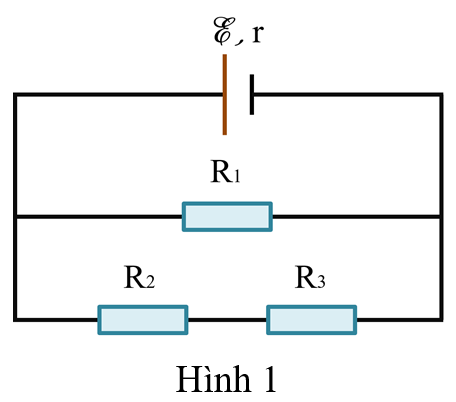 ℰ, r
R₁
R₂ R₃
Hình 1